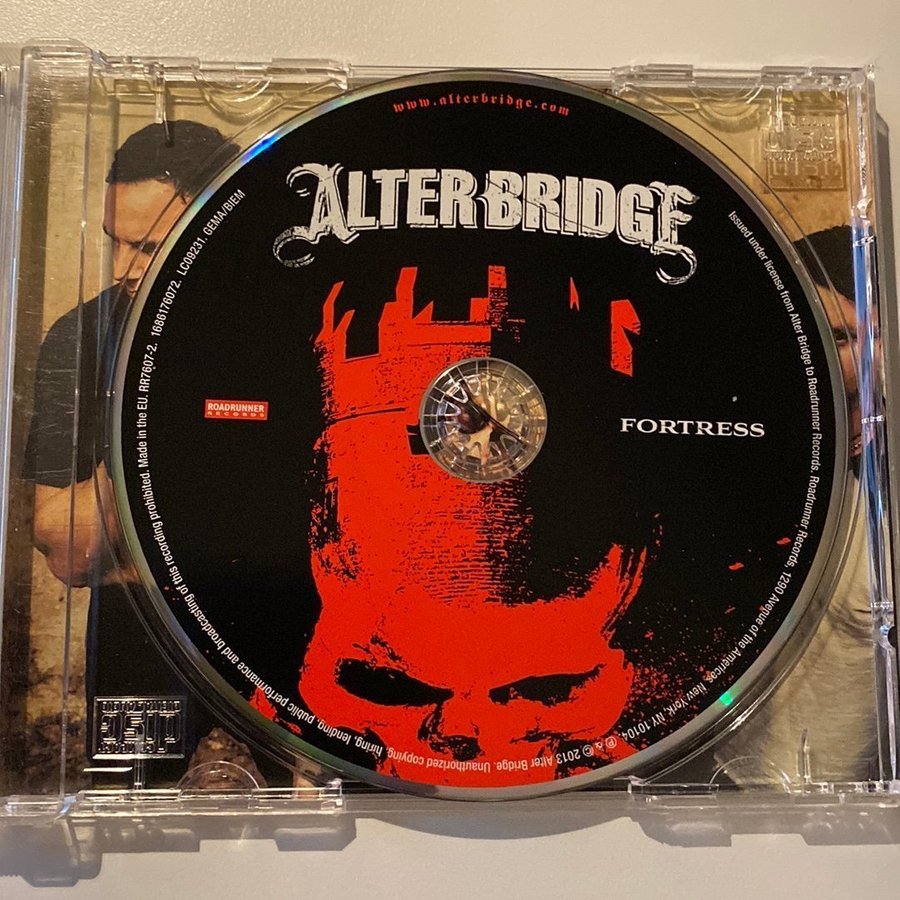 www.alterbridge.com
ALTER BRIDGE
ROADRUNNER
RECORDS
FORTRESS
Issued under license from Alter Bridge to Roadrunner Records. Roadrunner Records, 1290 Avenue of the Americas, New York, NY 10104. ℗ & © 2013 Alter Bridge. Unauthorized copying, hiring, lending, public performance and broadcasting of this recording prohibited. Made in the EU. RR7607-2. 1686176072. LC09231. GEMA/BIEM